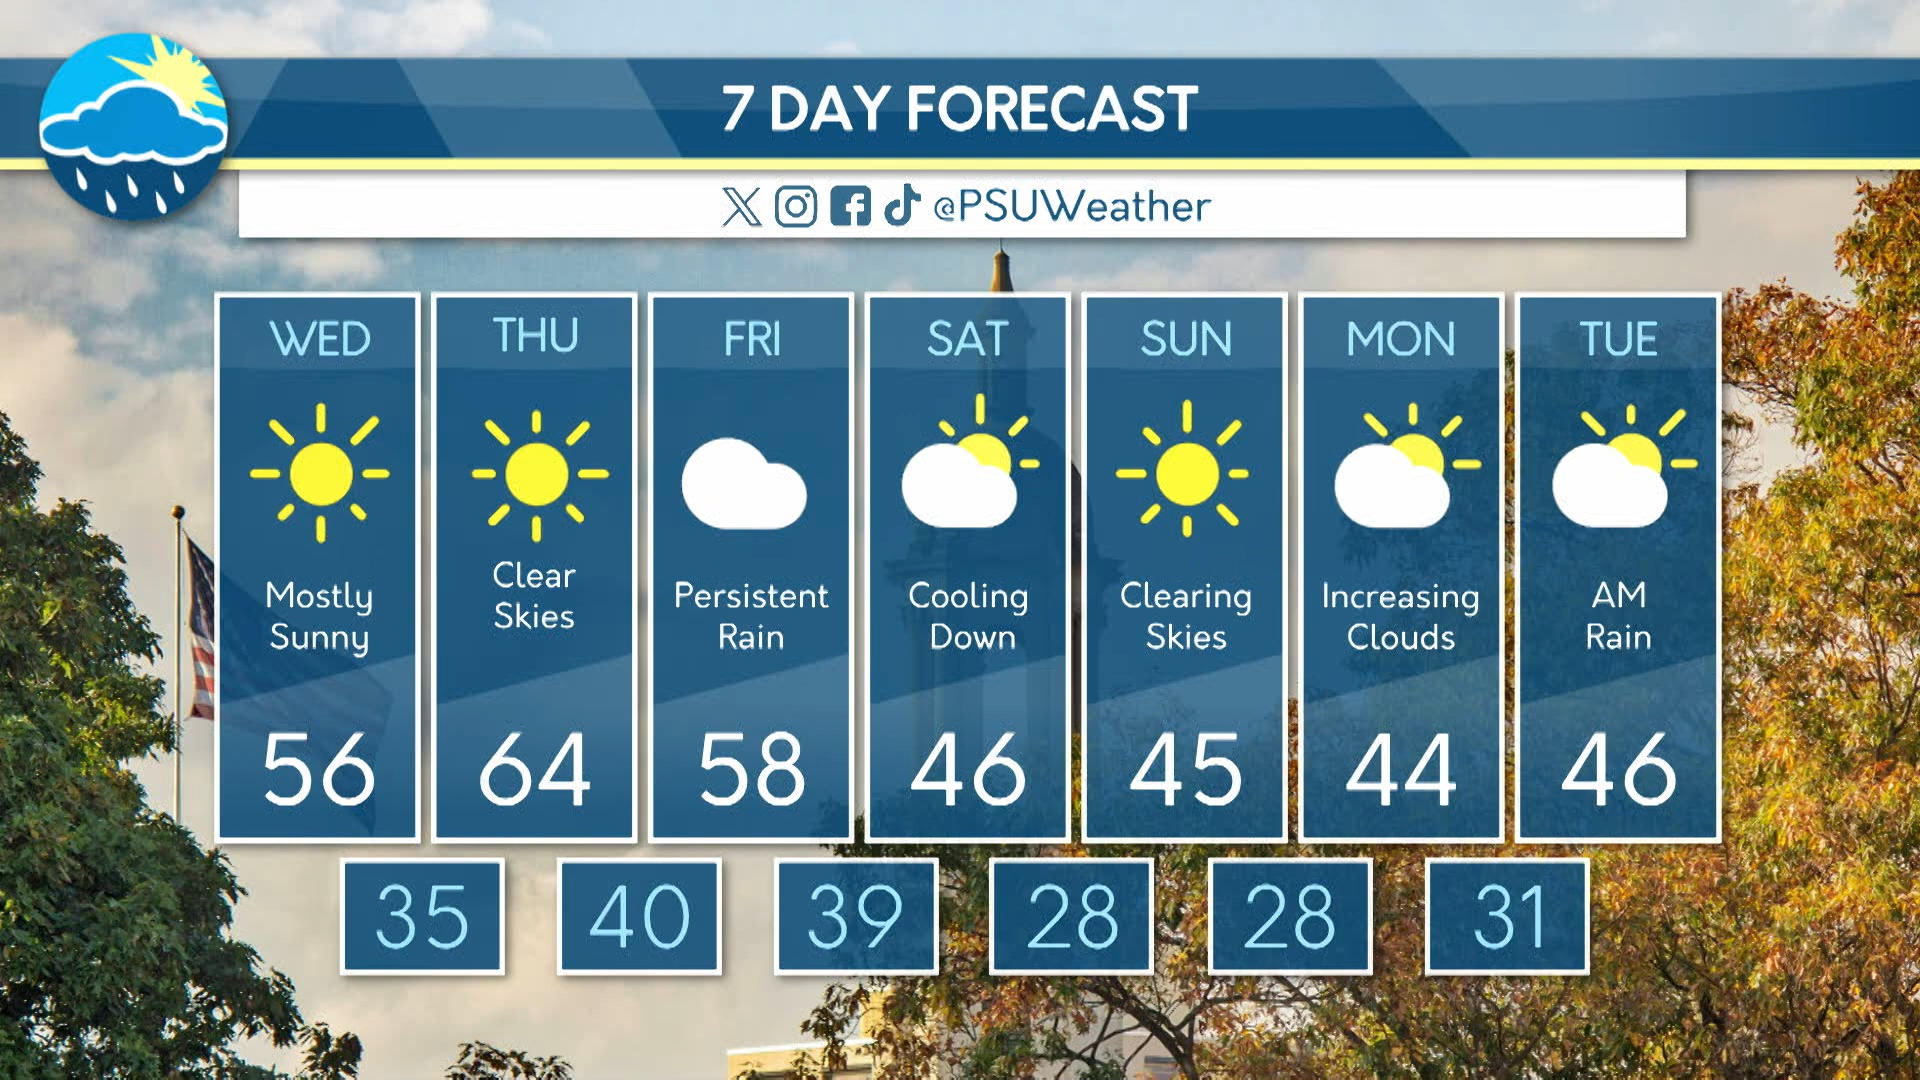 7 DAY FORECAST
@PSUWeather
WED
Mostly
Sunny
56
THU
Clear
Skies
64
FRI
Persistent
Rain
58
SAT
Cooling
Down
46
SUN
Clearing
Skies
45
MON
Increasing
Clouds
44
TUE
AM
Rain
46
35
40
39
28
28
31